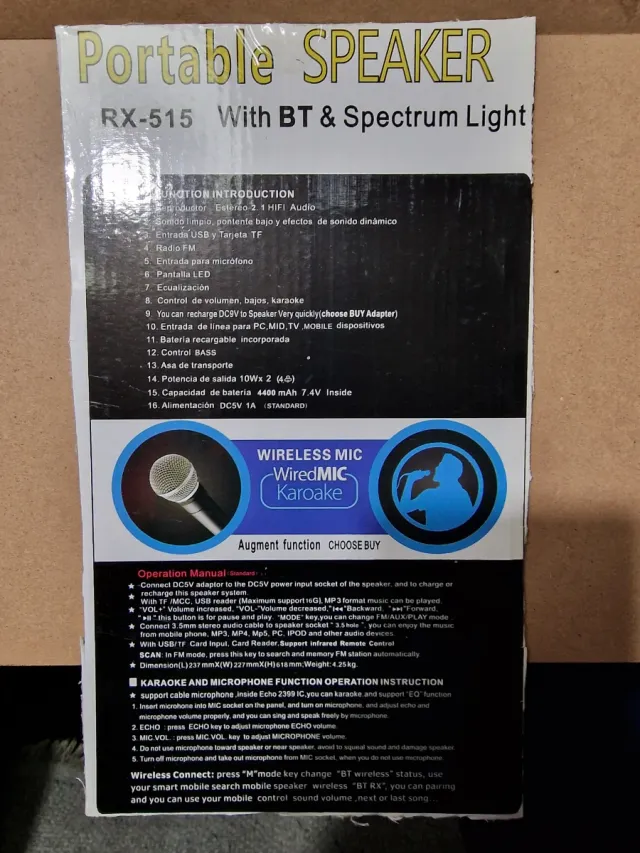 Portable SPEAKER
RX-515 With BT & Spectrum Light
FUNCTION INTRODUCTION
Estéreo 2.1 HIFI Audio
2. Sonido limpio, pontente bajo y efectos de sonido dinámico
3. Entrada USB y Tarjeta TF
4. Radio FM
5. Entrada para micrófono
6. Pantalla LED
7. Ecualización
8. Control de volumen, bajos, karaoke
9. You can recharge DC9V to Speaker Very quickly(choose BUY Adapter)
10. Entrada de línea para PC,MID,TV,MOBILE dispositivos
11. Batería recargable incorporada
12. Control BASS
13. Asa de transporte
14. Potencia de salida 10Wx 2 (4Ω)
15. Capacidad de batería 4400 mAh 7.4V Inside
16. Alimentación DC5V 1A (STANDARD)
WIRELESS MIC
WiredMIC
Karoake
Augment function CHOOSE BUY
Operation Manual -Standard-
★ -Connect DC5V adaptor to the DC5V power input socket of the speaker, and to charge or
recharge this speaker system.
★ With TF /MCC, USB reader (Maximum support16G), MP3 format music can be played.
★ "VOL+" Volume increased, "VOL-"Volume decreased,"⏮"Backward, "⏭"Forward,
"⏯" this button is for pause and play. "MODE" key,you can change FM/AUX/PLAY mode .
★ Connect 3.5mm stereo audio cable to speaker socket " 3.5 hole ", you can enjoy the music
from mobile phone, MP3, MP4, Mp5, PC, IPOD and other audio devices.
★ With USB/TF Card Input, Card Reader, Support infrared Remote Control
SCAN: In FM mode, press this key to search and memory FM station automatically.
★ Dimension(L)237mmX(W)227mmX(H)618mm;Weight:4.25kg.
■ KARAOKE AND MICROPHONE FUNCTION OPERATION INSTRUCTION
★ support cable microphone ,inside Echo 2399 IC,you can karaoke,and support "EQ" function
1. Insert microphone into MIC socket on the panel, and turn on microphone, and adjust echo and
microphone volume properly, and you can sing and speak freely by microphone.
2. ECHO : press ECHO key to adjust microphone ECHO volume.
3. MIC VOL. : press MIC VOL. key to adjust MICROPHONE volume.
4. Do not use microphone toward speaker or near speaker, avoid to squeal sound and damage speaker.
5. Turn off microphone and take out microphone from MIC socket, when you do not use microphone.
Wireless Connect: press "M"mode key change "BT wireless" status, use
your smart mobile search mobile speaker wireless "BT RX", you can pairing
and you can use your mobile control sound volume ,next or last song...